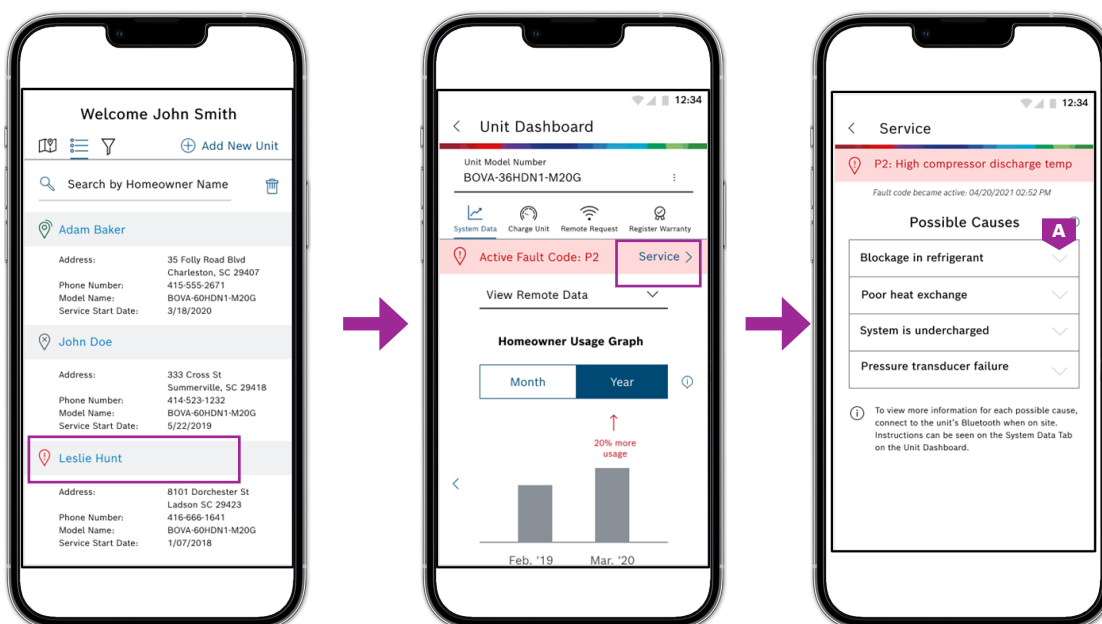 Welcome John Smith
Add New Unit
Search by Homeowner Name
Adam Baker
Address: 35 Folly Road Blvd
Charleston, SC 29407
Phone Number: 415-555-2671
Model Name: BOVA-60HDN1-M20G
Service Start Date: 3/18/2020
John Doe
Address: 333 Cross St
Summerville, SC 29418
Phone Number: 414-523-1232
Model Name: BOVA-60HDN1-M20G
Service Start Date: 5/22/2019
Leslie Hunt
Address: 8101 Dorchester St
Ladson SC 29423
Phone Number: 416-666-1641
Model Name: BOVA-60HDN1-M20G
Service Start Date: 1/07/2018
12:34
Unit Dashboard
Unit Model Number
BOVA-36HDN1-M20G
System Data Charge Unit Remote Request Register Warranty
Active Fault Code: P2 Service
View Remote Data
Homeowner Usage Graph
Month Year
20% more
usage
Feb. '19 Mar. '20
12:34
Service
P2: High compressor discharge temp
Fault code became active: 04/20/2021 02:52 PM
Possible Causes
A
Blockage in refrigerant
Poor heat exchange
System is undercharged
Pressure transducer failure
To view more information for each possible cause,
connect to the unit's Bluetooth when on site.
Instructions can be seen on the System Data Tab
on the Unit Dashboard.